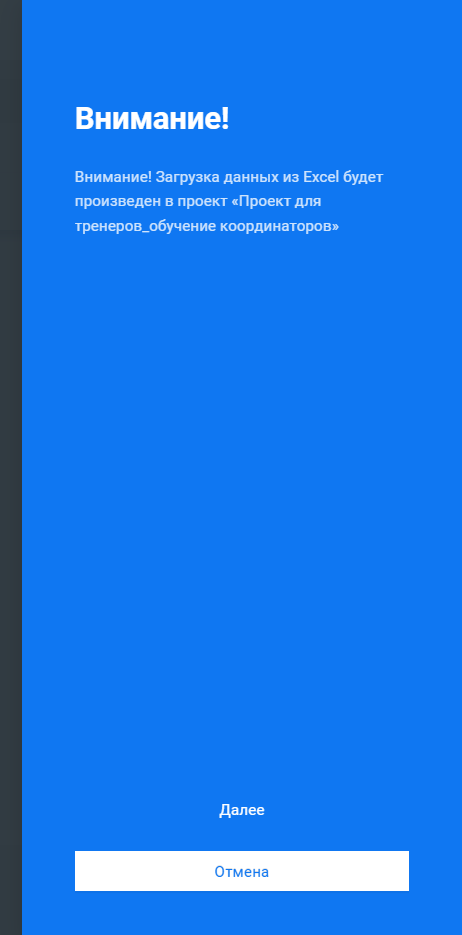 Внимание!
Внимание! Загрузка данных из Excel будет
произведен в проект «Проект для
тренеров_обучение координаторов»
Далее
Отмена